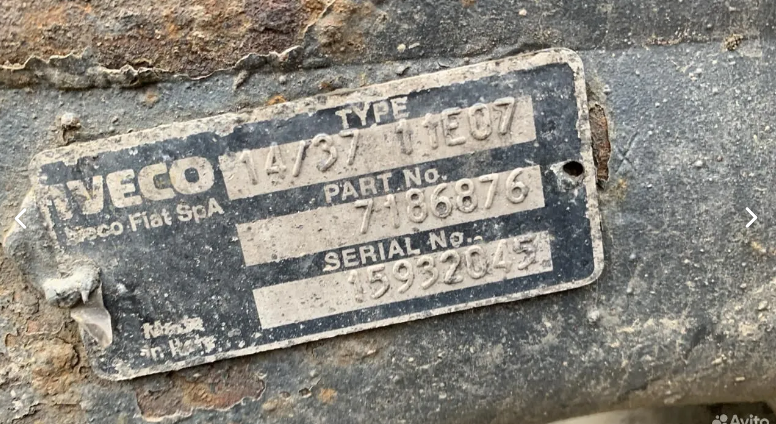 TYPE
14/37 11E07
IVECO
PART No.
Iveco Fiat SpA
7186876
SERIAL No.
15932045
Made
in Italy
Avito